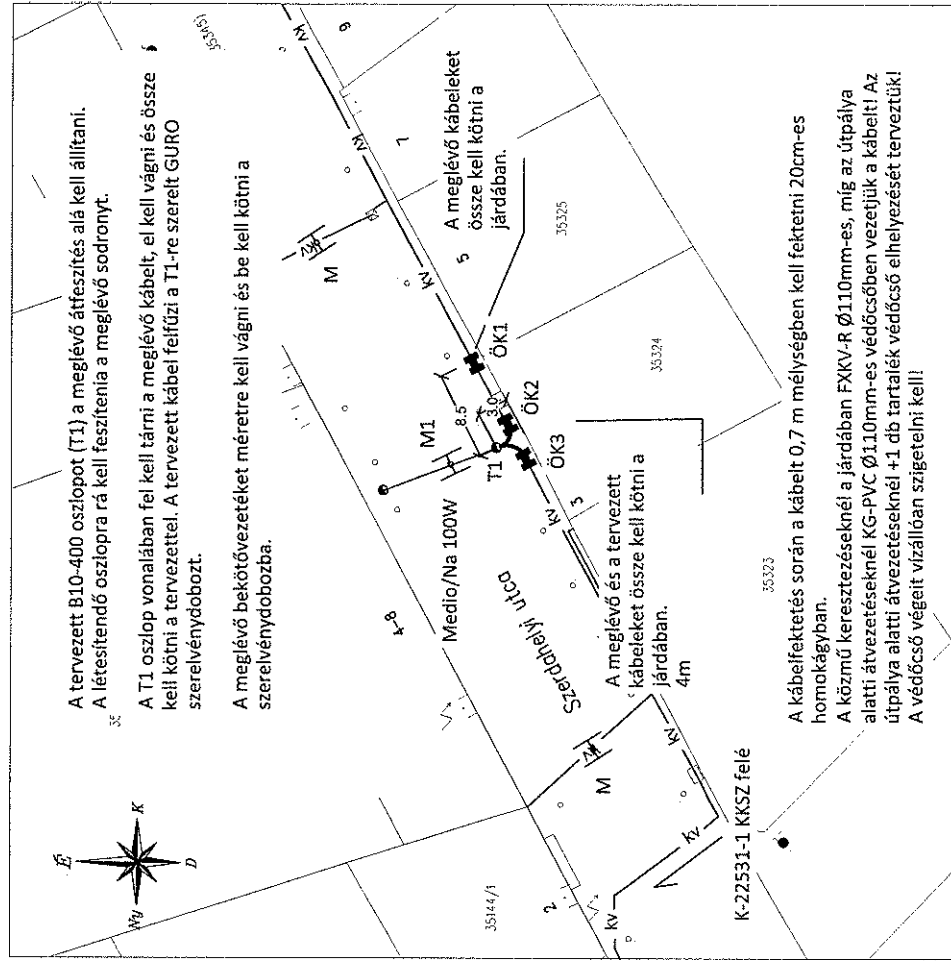 A tervezett B10-400 oszlopot (T1) a meglévő átfeszítés alá kell állítani.
A létesítendő oszlopra rá kell feszítenia a meglévő sodronyt.
A T1 oszlop vonalában fel kell tárni a meglévő kábelt, el kell vágni és össze
kell kötni a tervezettel. A tervezett kábel felfűzi a T1-re szerelt GURO
szerelvénydobozt.
A meglévő bekötővezetéket méretre kell vágni és be kell kötni a
szerelvénydobozba.
É
K
D
Ny
35
35345)
9
7
5
3
kv
kv
kv
kv
kv
M
A meglévő kábeleket
össze kell kötni a
járdában.
35325
35324
35323
ÖK1
ÖK2
ÖK3
8.5
3.0
M1
T1
Medio/Na 100W
4-8
Szerdahelyi utca
A meglévő és a tervezett
kábeleket össze kell kötni a
járdában.
4m
kv
M
kv
kv
kv
2
35144/1
K-22531-1 KKSZ felé
A kábelfektetés során a kábelt 0,7 m mélységben kell fektetni 20cm-es
homokágyban.
A közmű keresztezéseknél a járdában FXKV-R Ø110mm-es, míg az útpálya
alatti átvezetéseknél KG-PVC Ø110mm-es védőcsőben vezetjük a kábelt! Az
útpálya alatti átvezetéseknél +1 db tartalék védőcső elhelyezését terveztük!
A védőcső végeit vízállóan szigetelni kell!